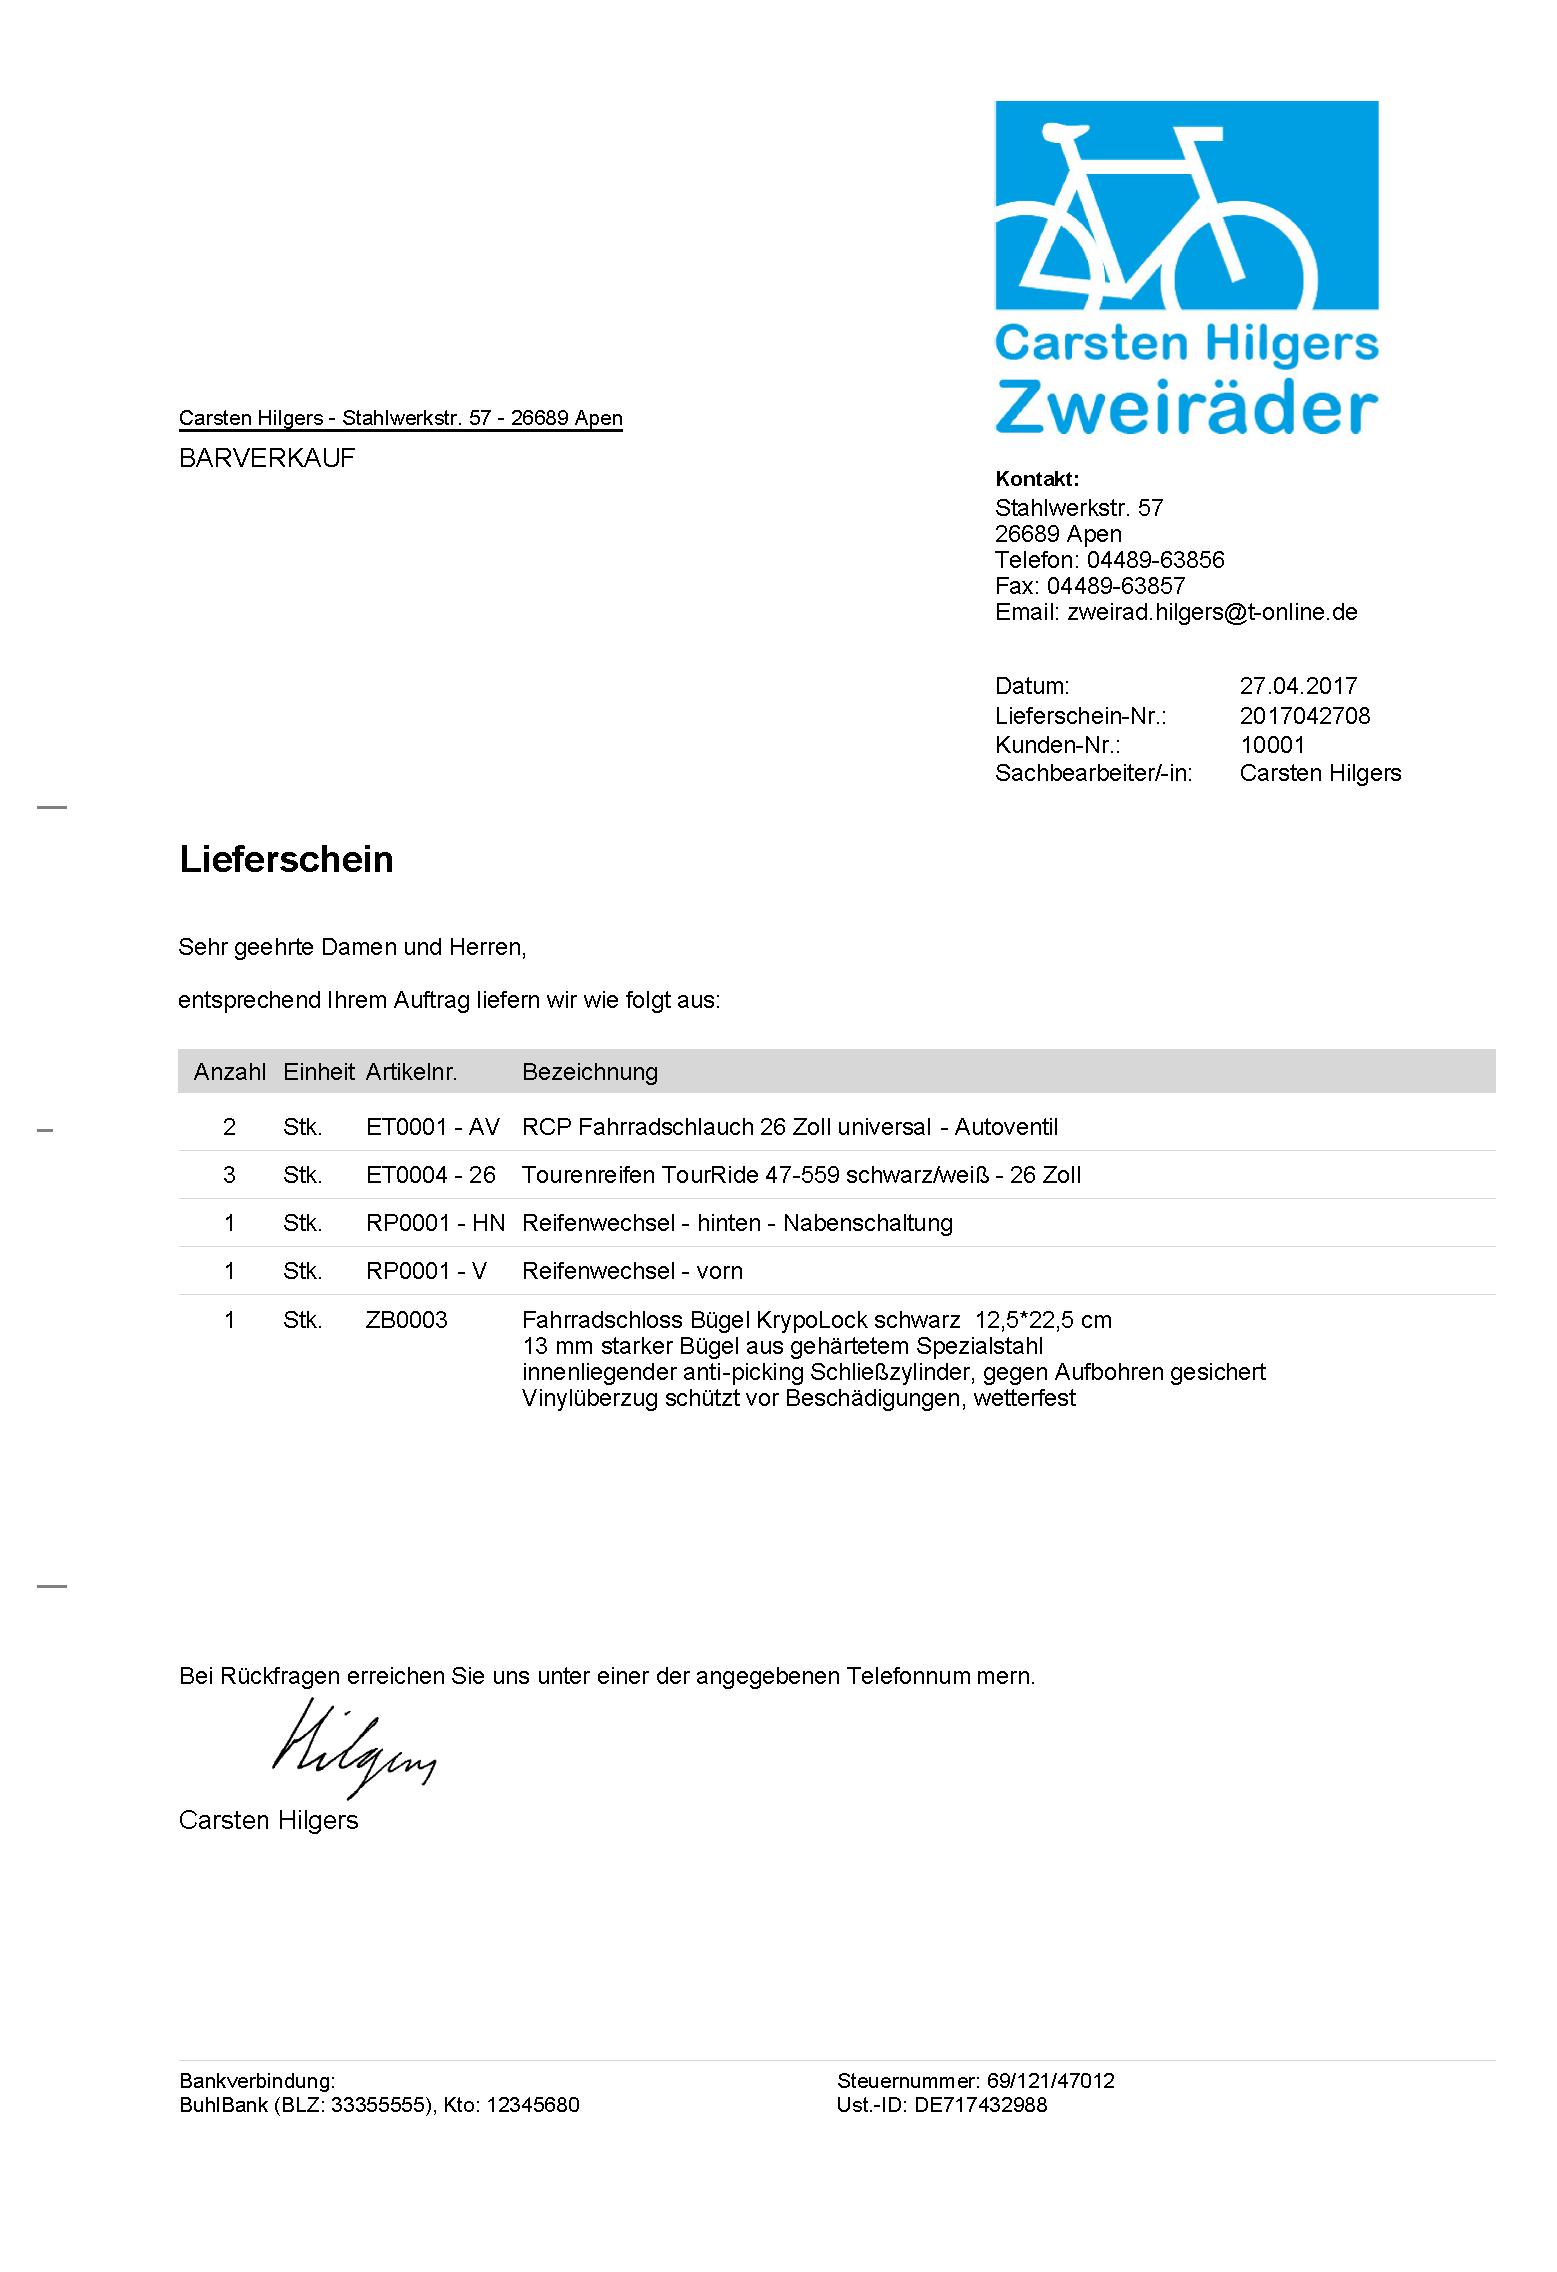 Carsten Hilgers
Zweiräder
Carsten Hilgers - Stahlwerkstr. 57 - 26689 Apen
BARVERKAUF
Kontakt:
Stahlwerkstr. 57
26689 Apen
Telefon: 04489-63856
Fax: 04489-63857
Email: zweirad.hilgers@t-online.de
Datum: 27.04.2017
Lieferschein-Nr.: 2017042708
Kunden-Nr.: 10001
Sachbearbeiter/-in: Carsten Hilgers
Lieferschein
Sehr geehrte Damen und Herren,
entsprechend Ihrem Auftrag liefern wir wie folgt aus:
Anzahl Einheit Artikelnr. Bezeichnung
2 Stk. ET0001 - AV RCP Fahrradschlauch 26 Zoll universal - Autoventil
3 Stk. ET0004 - 26 Tourenreifen TourRide 47-559 schwarz/weiß - 26 Zoll
1 Stk. RP0001 - HN Reifenwechsel - hinten - Nabenschaltung
1 Stk. RP0001 - V Reifenwechsel - vorn
1 Stk. ZB0003 Fahrradschloss Bügel KrypoLock schwarz 12,5*22,5 cm
13 mm starker Bügel aus gehärtetem Spezialstahl
innenliegender anti-picking Schließzylinder, gegen Aufbohren gesichert
Vinylüberzug schützt vor Beschädigungen, wetterfest
Bei Rückfragen erreichen Sie uns unter einer der angegebenen Telefonnummern.
Hilgers
Carsten Hilgers
Bankverbindung:
BuhlBank (BLZ: 33355555), Kto: 12345680
Steuernummer: 69/121/47012
Ust.-ID: DE717432988